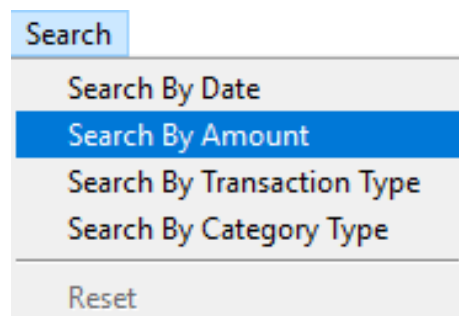 Search
Search By Date
Search By Amount
Search By Transaction Type
Search By Category Type
Reset